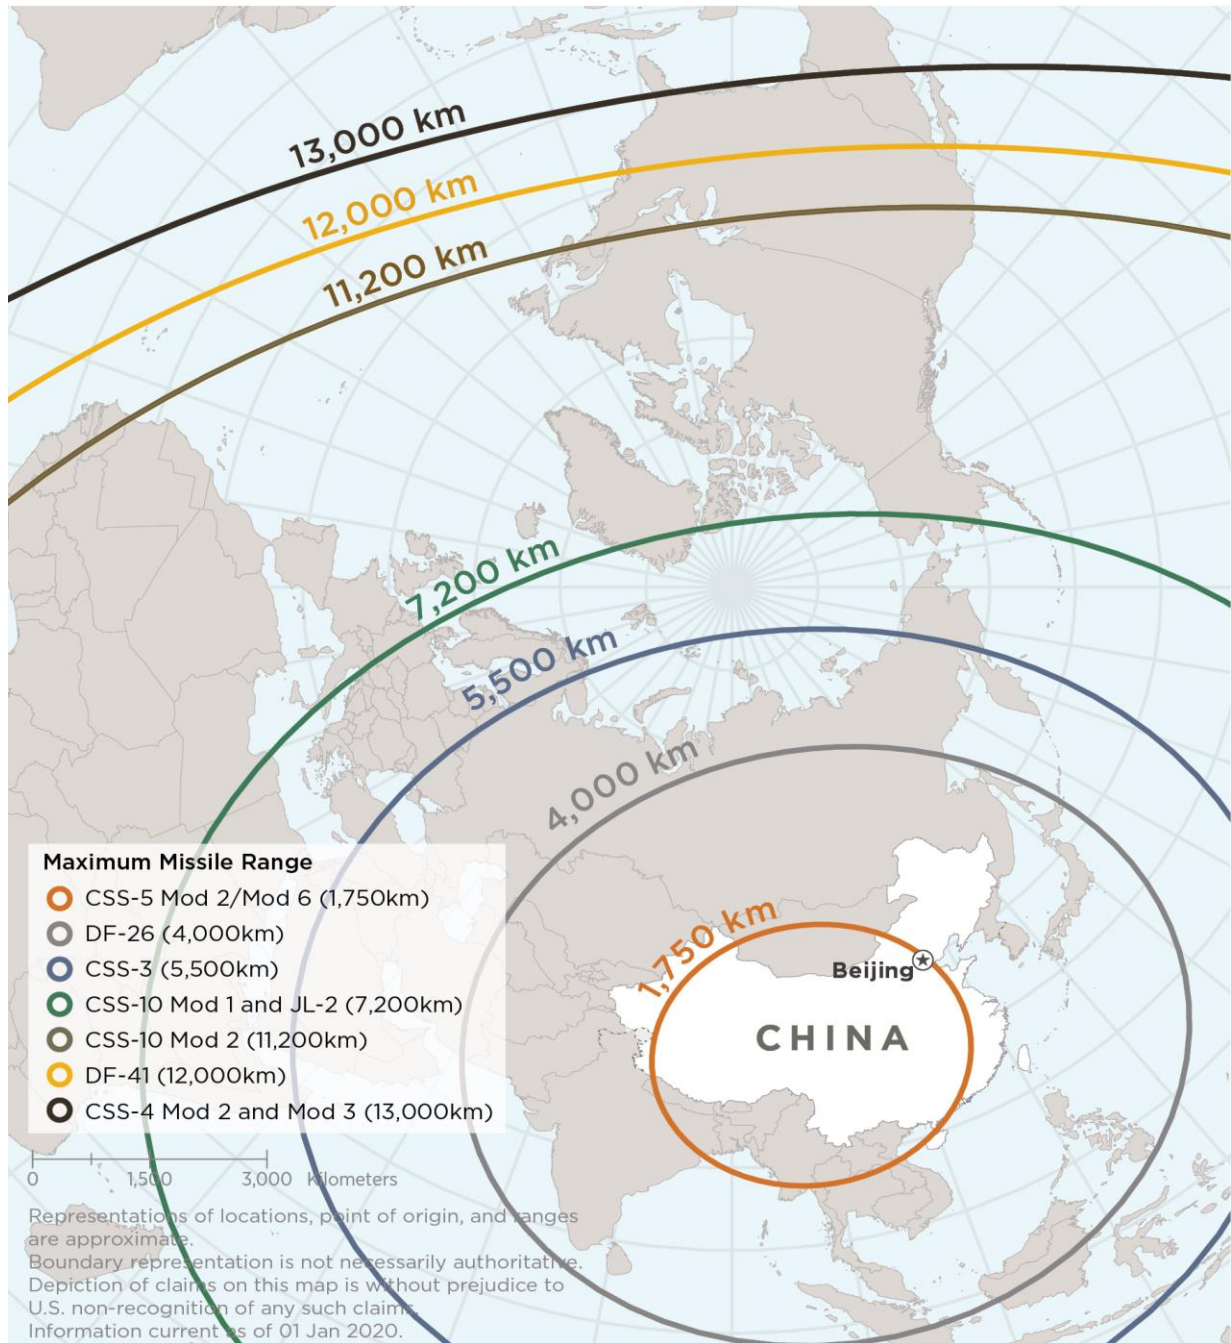 13,000 km
12,000 km
11,200 km
7,200 km
5,500 km
4,000 km
1,750 km
Beijing
CHINA
Maximum Missile Range
CSS-5 Mod 2/Mod 6 (1,750km)
DF-26 (4,000km)
CSS-3 (5,500km)
CSS-10 Mod 1 and JL-2 (7,200km)
CSS-10 Mod 2 (11,200km)
DF-41 (12,000km)
CSS-4 Mod 2 and Mod 3 (13,000km)
0 1,500 3,000 Kilometers
Representations of locations, point of origin, and ranges
are approximate.
Boundary representation is not necessarily authoritative.
Depiction of claims on this map is without prejudice to
U.S. non-recognition of any such claims.
Information current as of 01 Jan 2020.